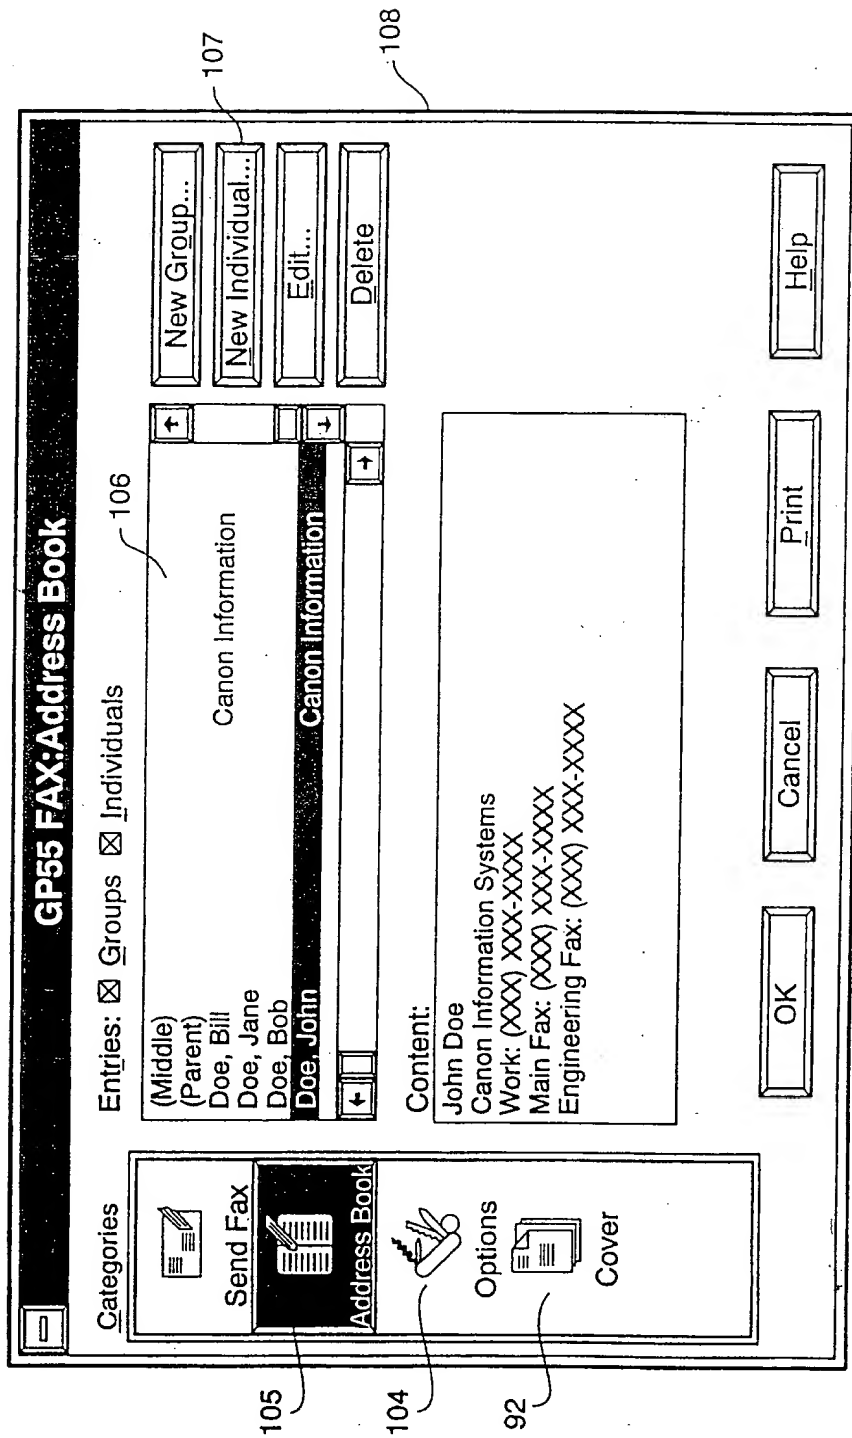 GP55 FAX:Address Book
Categories
Send Fax
Address Book
Options
Cover
Entries: ☒ Groups ☒ Individuals
(Middle)
(Parent)
Doe, Bill Canon Information
Doe, Jane
Doe, Bob
Doe, John Canon Information
New Group...
New Individual...
Edit...
Delete
Content:
John Doe
Canon Information Systems
Work: (XXX) XXX-XXXX
Main Fax: (XXX) XXX-XXXX
Engineering Fax: (XXX) XXX-XXXX
OK
Cancel
Print
Help
105
104
92
106
107
108